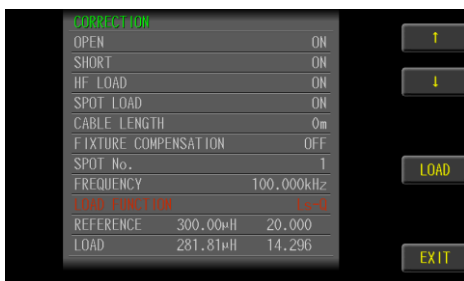 CORRECTION
OPEN ON
SHORT ON
HF LOAD ON
SPOT LOAD ON
CABLE LENGTH 0m
FIXTURE COMPENSATION OFF
SPOT No. 1
FREQUENCY 100.000kHz
LOAD FUNCTION Ls-Q
REFERENCE 300.00μH 20.000
LOAD 281.81μH 14.296
↑
↓
LOAD
EXIT